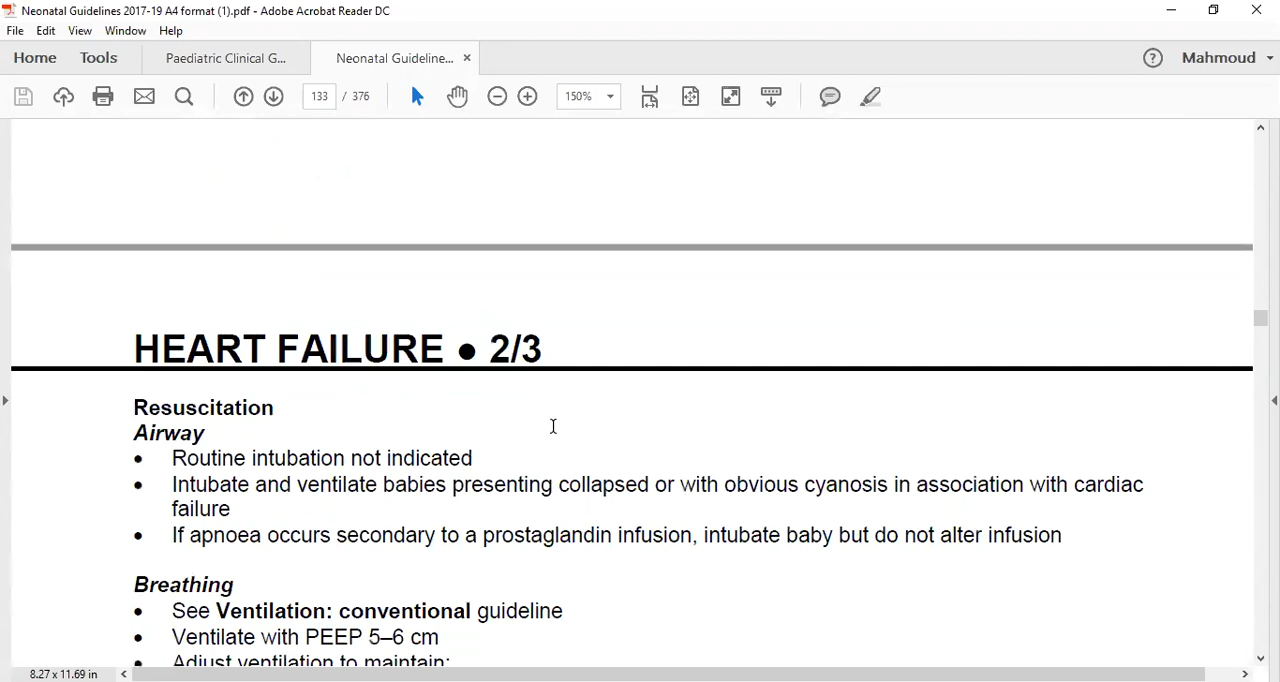 Neonatal Guidelines 2017-19 A4 format (1).pdf - Adobe Acrobat Reader DC
File Edit View Window Help
Home Tools Paediatric Clinical G... Neonatal Guideline... × ? Mahmoud
133 / 376 150%
HEART FAILURE ● 2/3
Resuscitation
Airway
• Routine intubation not indicated
• Intubate and ventilate babies presenting collapsed or with obvious cyanosis in association with cardiac
failure
• If apnoea occurs secondary to a prostaglandin infusion, intubate baby but do not alter infusion
Breathing
• See Ventilation: conventional guideline
• Ventilate with PEEP 5–6 cm
• Adjust ventilation to maintain:
8.27 x 11.69 in